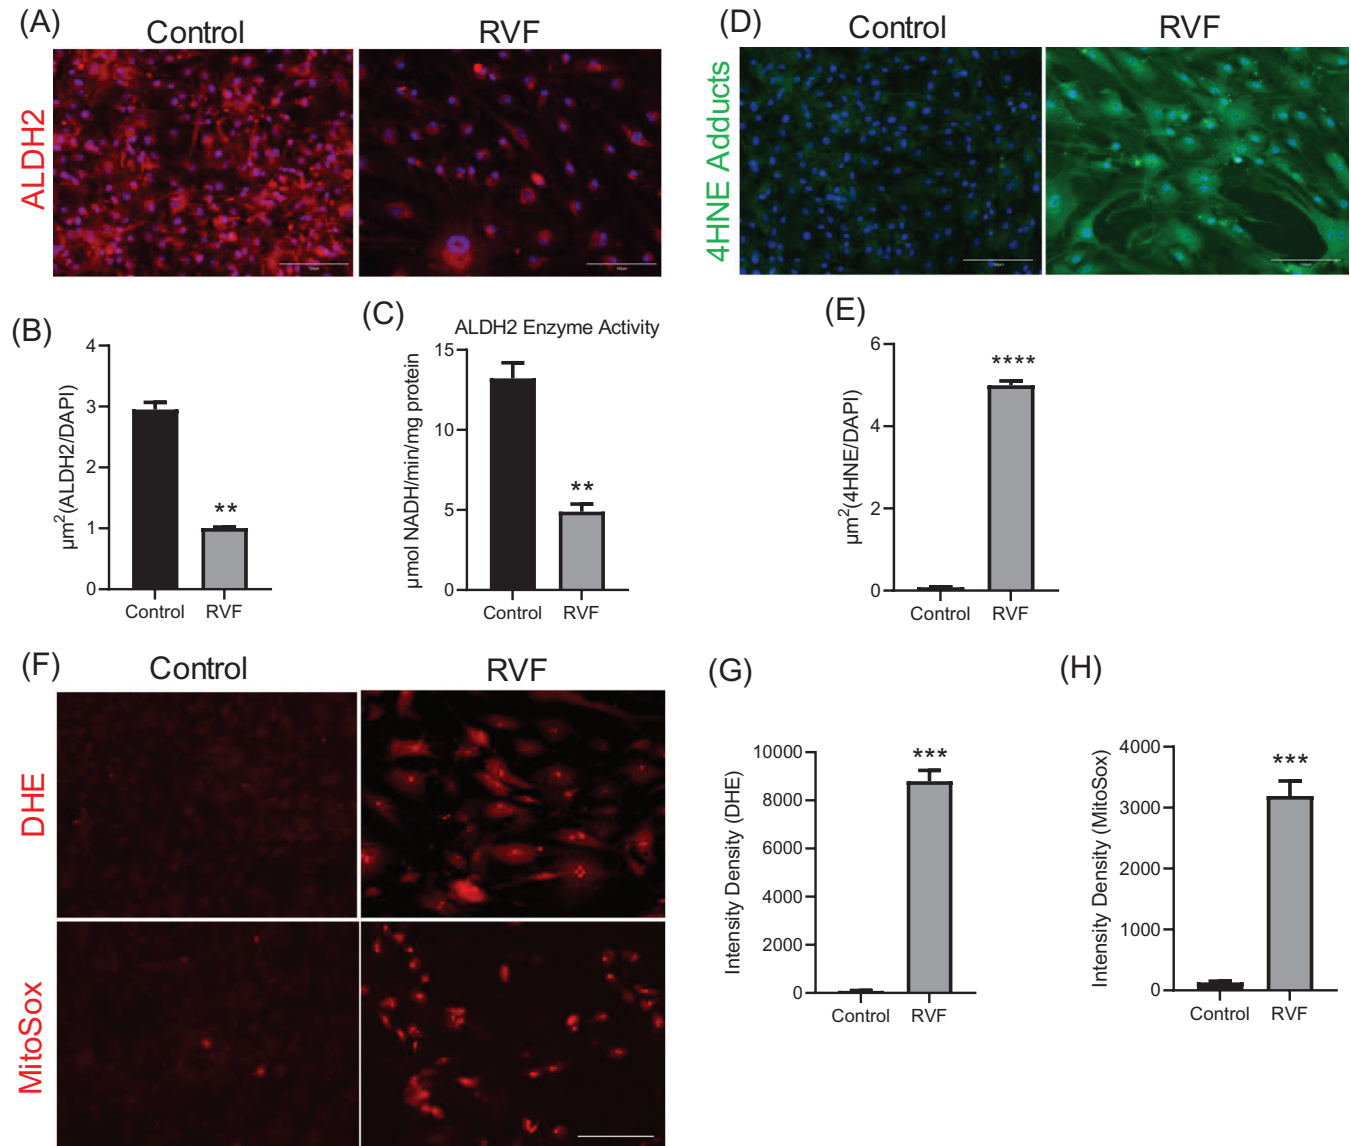 (A)
Control
RVF
ALDH2
(D)
Control
RVF
4HNE Adducts
(B)
µm²(ALDH2/DAPI)
4
3
2
1
0
**
Control
RVF
(C)
ALDH2 Enzyme Activity
µmol NADH/min/mg protein
15
10
5
0
**
Control
RVF
(E)
µm²(4HNE/DAPI)
6
4
2
0
****
Control
RVF
(F)
Control
RVF
DHE
MitoSox
(G)
Intensity Density (DHE)
10000
8000
6000
4000
2000
0
***
Control
RVF
(H)
Intensity Density (MitoSox)
4000
3000
2000
1000
0
***
Control
RVF